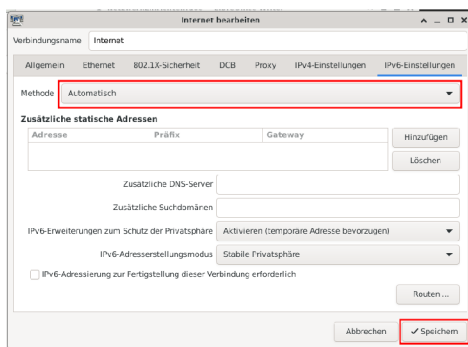 Internet bearbeiten
Verbindungsname Internet
Allgemein Ethernet 802.1X-Sicherheit DCB Proxy IPv4-Einstellungen IPv6-Einstellungen
Methode Automatisch
Zusätzliche statische Adressen
Adresse Präfix Gateway Hinzufügen
Löschen
Zusätzliche DNS-Server
Zusätzliche Suchdomänen
IPv6-Erweiterungen zum Schutz der Privatsphäre Aktivieren (temporäre Adresse bevorzugen)
IPv6-Adresserstellungsmodus Stabile Privatsphäre
IPv6-Adressierung zur Fertigstellung dieser Verbindung erforderlich
Routen …
Abbrechen ✓ Speichern